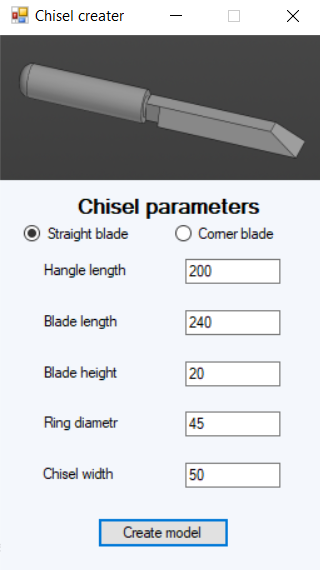 Chisel creater
Chisel parameters
Straight blade Corner blade
Hangle length 200
Blade length 240
Blade height 20
Ring diametr 45
Chisel width 50
Create model